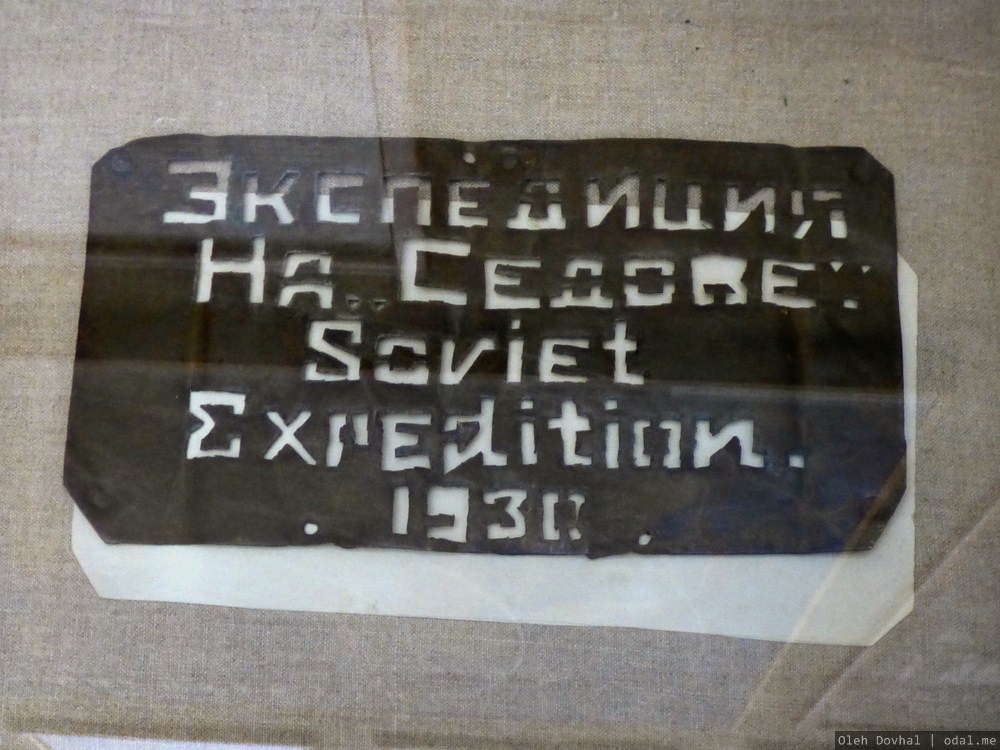 Экспедиция
На „Седове"
Soviet
Expedition.
1930
Oleh Dovhal | odal.me